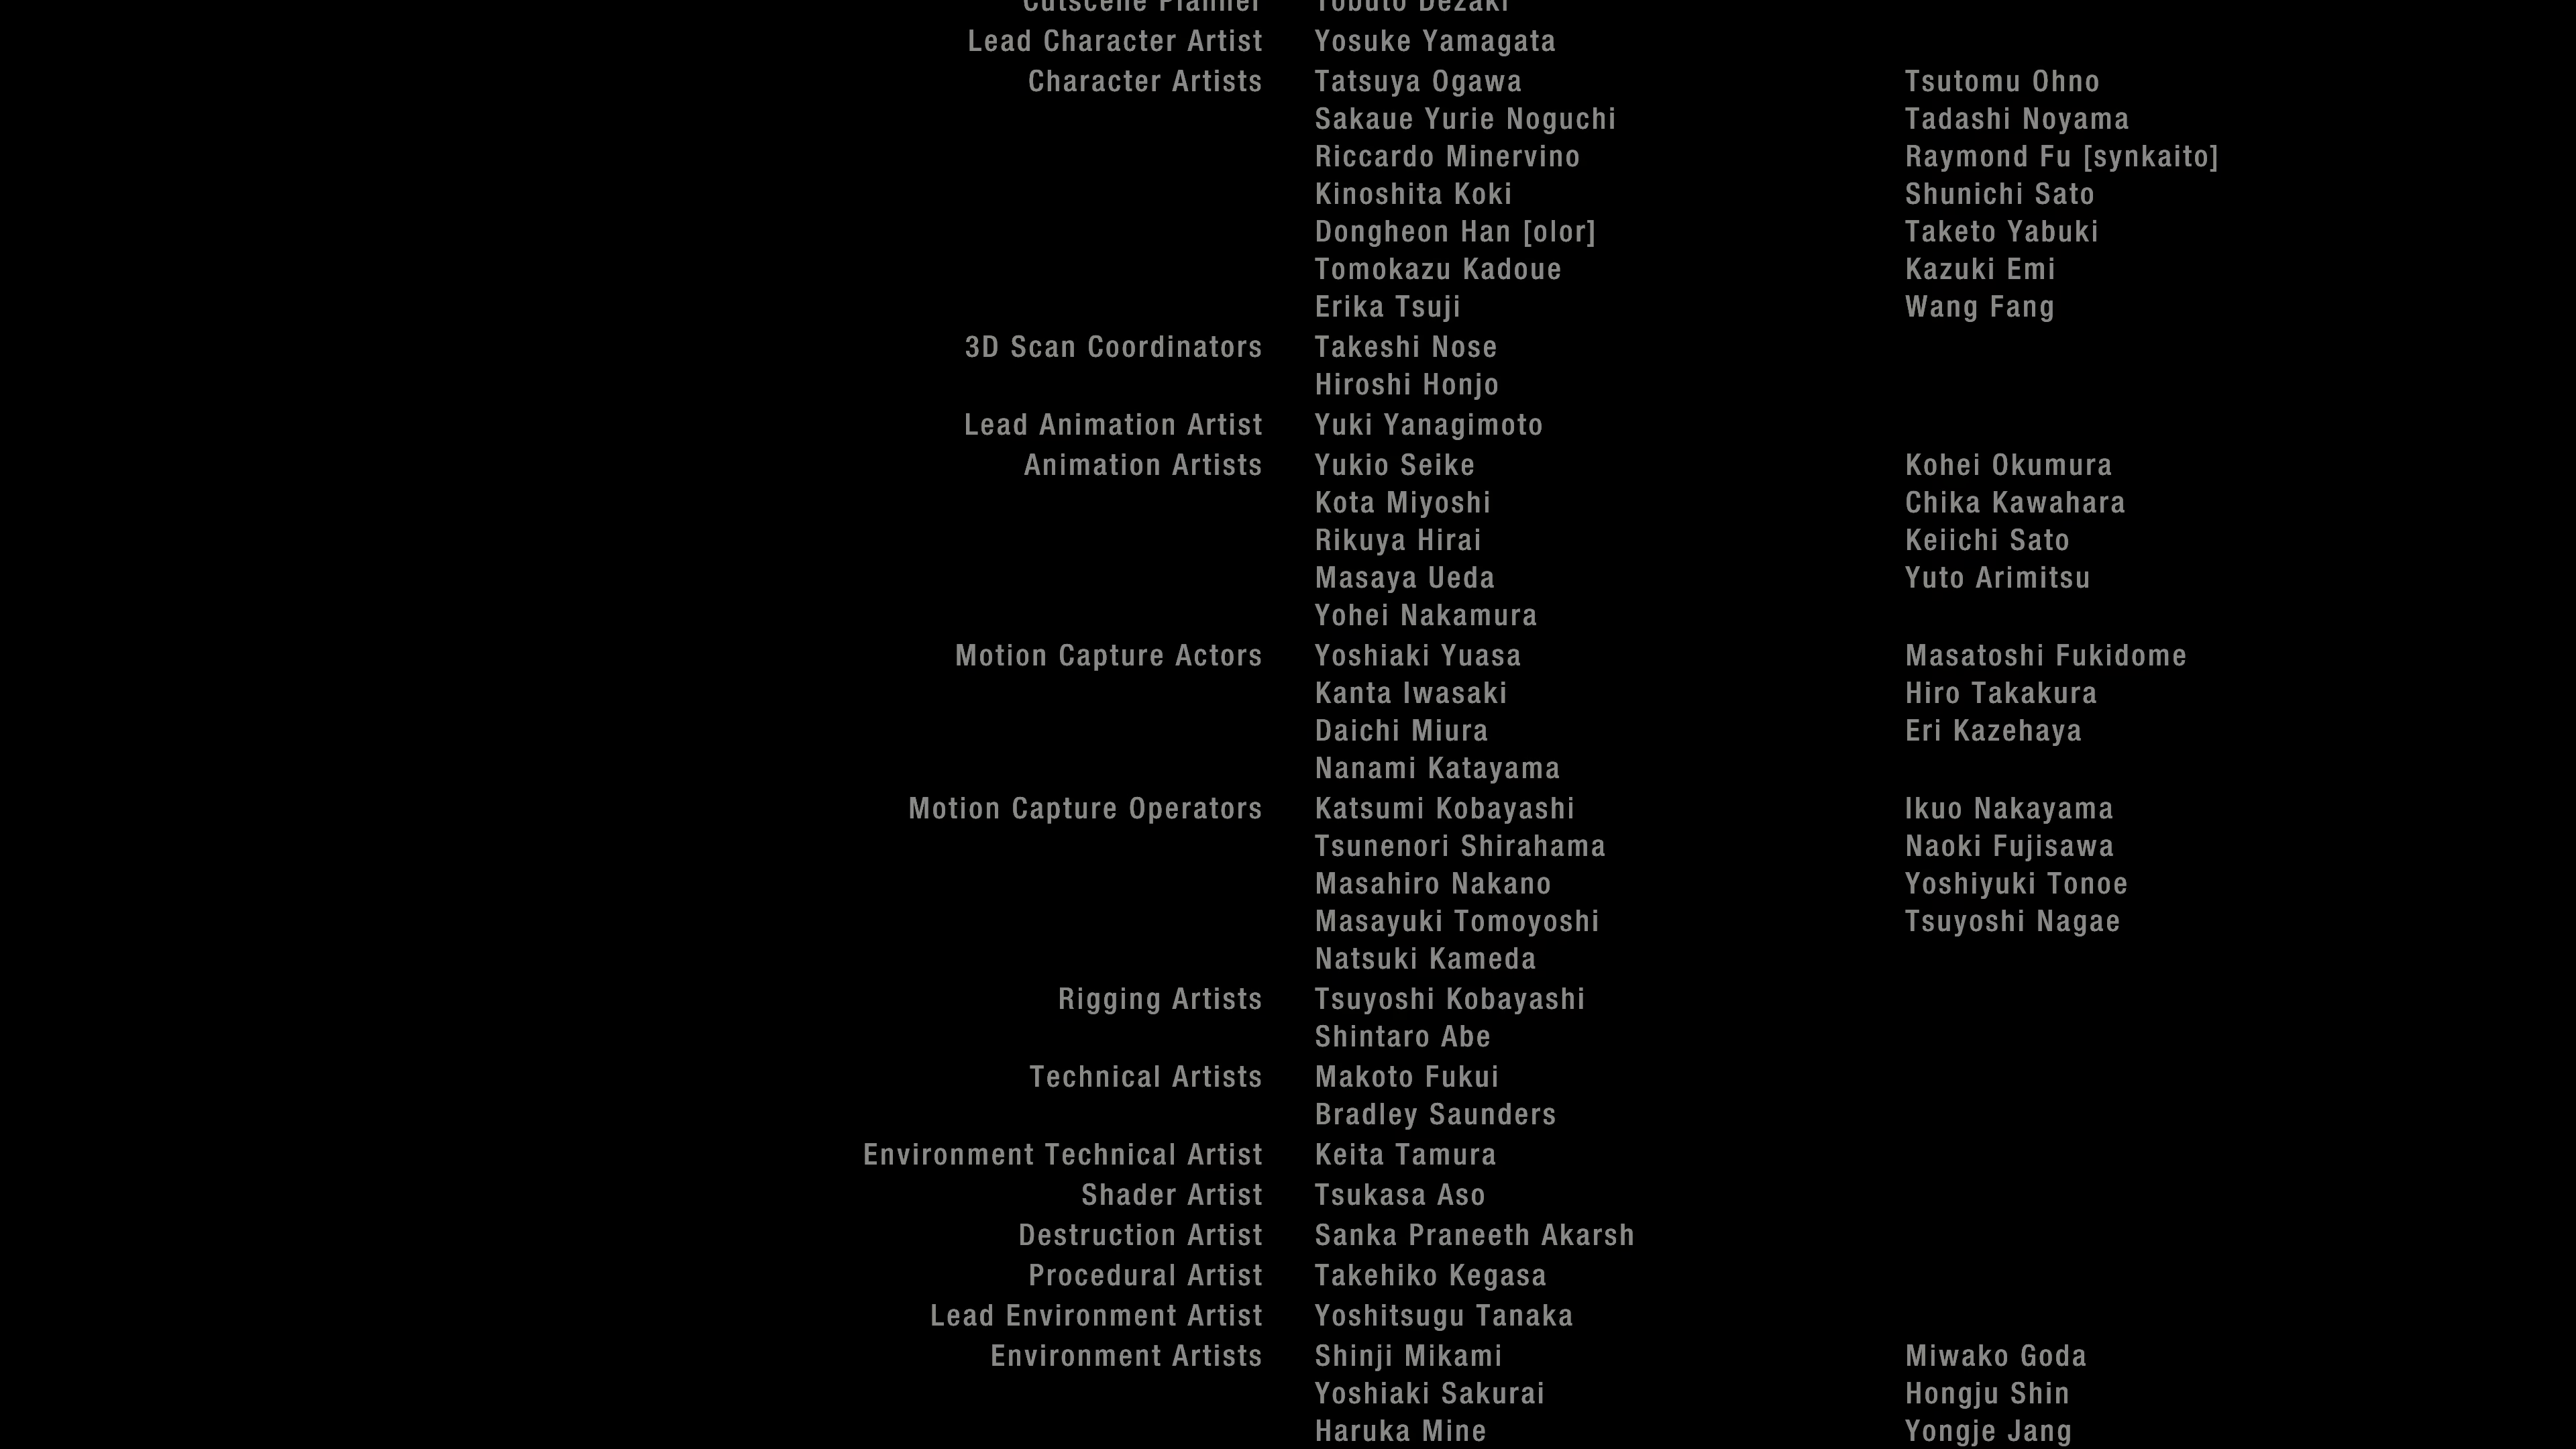 Cutscene Planner Tobuto Dezaki
Lead Character Artist Yosuke Yamagata
Character Artists Tatsuya Ogawa Tsutomu Ohno
Sakaue Yurie Noguchi Tadashi Noyama
Riccardo Minervino Raymond Fu [synkaito]
Kinoshita Koki Shunichi Sato
Dongheon Han [olor] Taketo Yabuki
Tomokazu Kadoue Kazuki Emi
Erika Tsuji Wang Fang
3D Scan Coordinators Takeshi Nose
Hiroshi Honjo
Lead Animation Artist Yuki Yanagimoto
Animation Artists Yukio Seike Kohei Okumura
Kota Miyoshi Chika Kawahara
Rikuya Hirai Keiichi Sato
Masaya Ueda Yuto Arimitsu
Yohei Nakamura
Motion Capture Actors Yoshiaki Yuasa Masatoshi Fukidome
Kanta Iwasaki Hiro Takakura
Daichi Miura Eri Kazehaya
Nanami Katayama
Motion Capture Operators Katsumi Kobayashi Ikuo Nakayama
Tsunenori Shirahama Naoki Fujisawa
Masahiro Nakano Yoshiyuki Tonoe
Masayuki Tomoyoshi Tsuyoshi Nagae
Natsuki Kameda
Rigging Artists Tsuyoshi Kobayashi
Shintaro Abe
Technical Artists Makoto Fukui
Bradley Saunders
Environment Technical Artist Keita Tamura
Shader Artist Tsukasa Aso
Destruction Artist Sanka Praneeth Akarsh
Procedural Artist Takehiko Kegasa
Lead Environment Artist Yoshitsugu Tanaka
Environment Artists Shinji Mikami Miwako Goda
Yoshiaki Sakurai Hongju Shin
Haruka Mine Yongje Jang